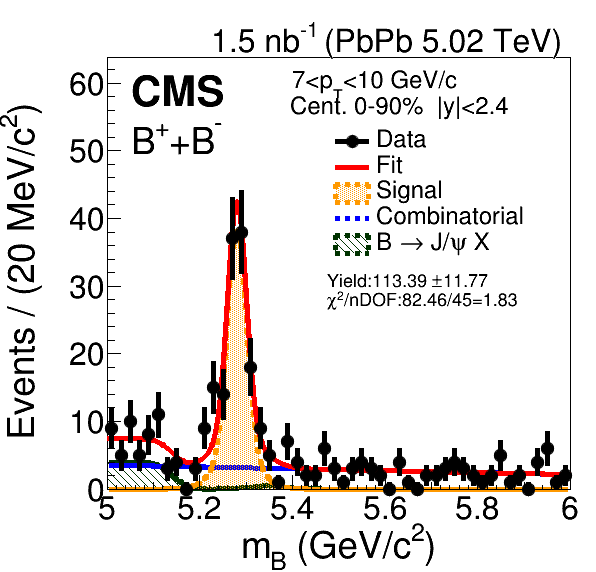 1.5 nb⁻¹ (PbPb 5.02 TeV)
CMS
7<p_T<10 GeV/c
Cent. 0-90% |y|<2.4
B⁺+B⁻
Data
Fit
Signal
Combinatorial
B → J/ψ X
Yield:113.39 ±11.77
χ²/nDOF:82.46/45=1.83
Events / (20 MeV/c²)
60
50
40
30
20
10
0
5 5.2 5.4 5.6 5.8 6
m_B (GeV/c²)